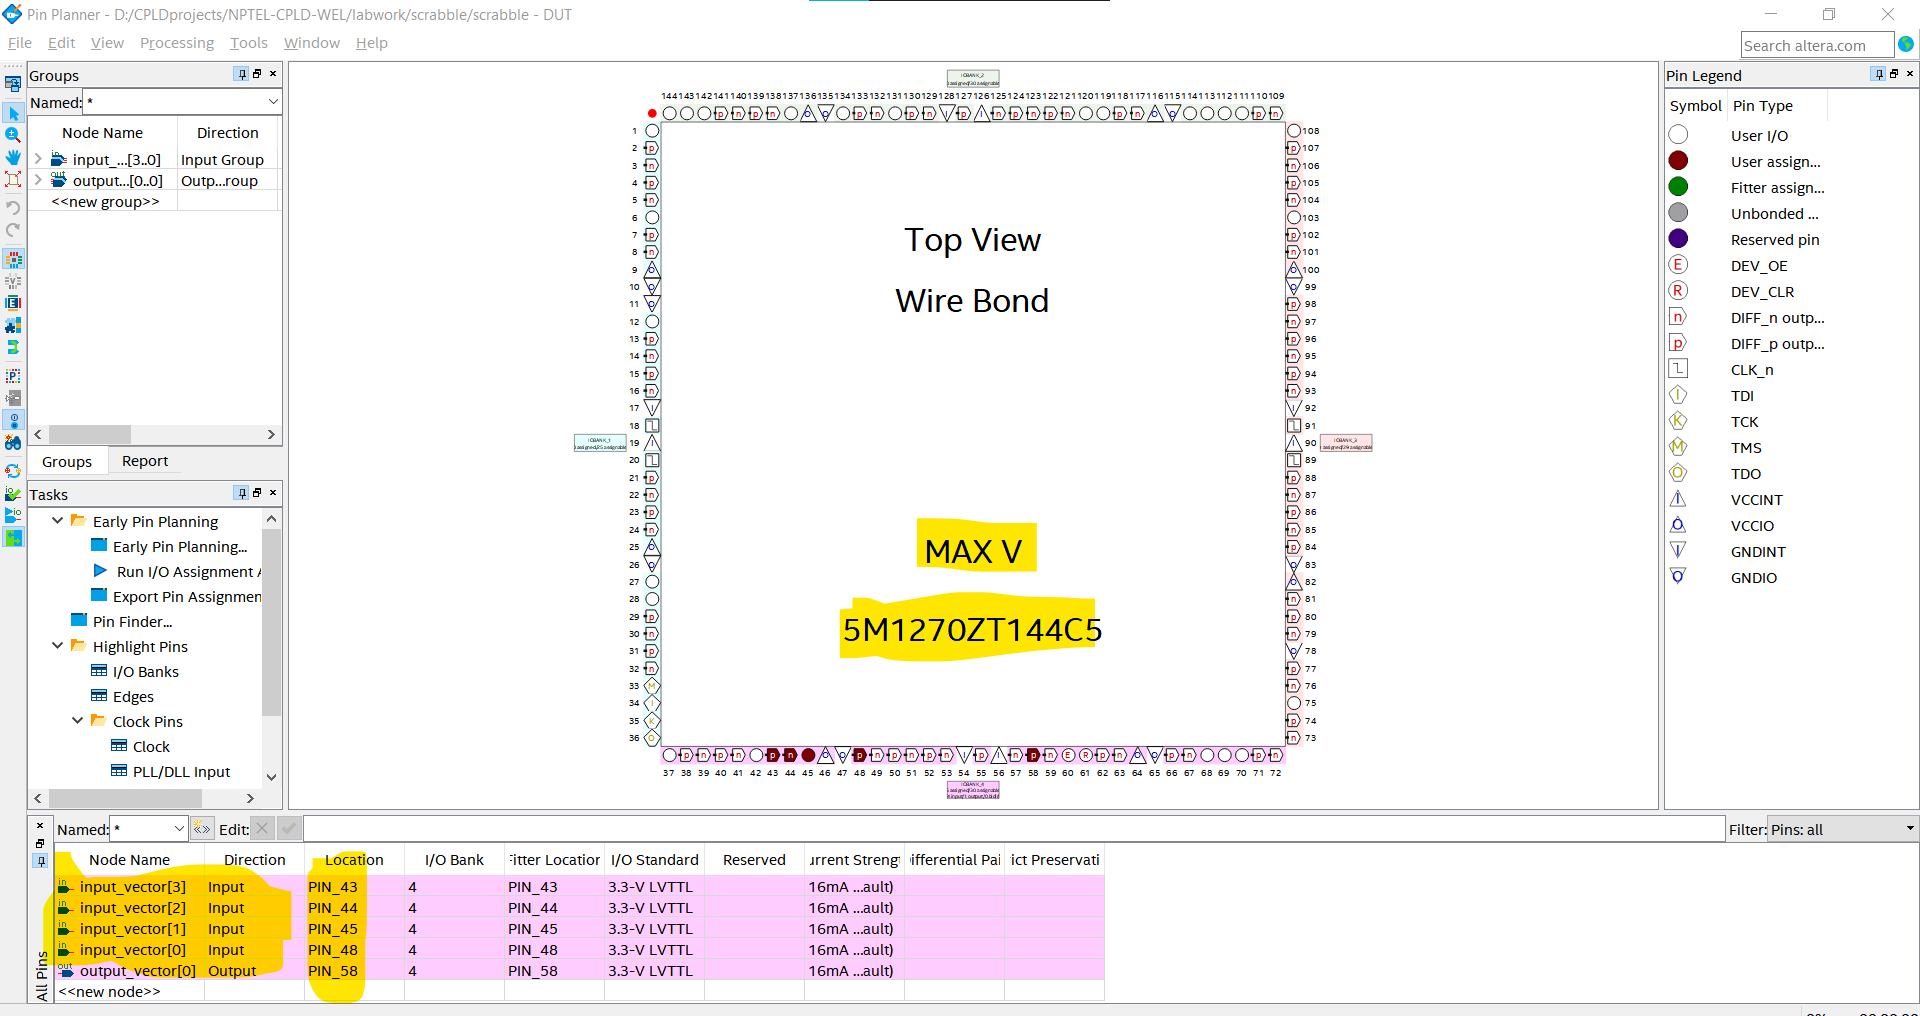 Pin Planner - D:/CPLDprojects/NPTEL-CPLD-WEL/labwork/scrabble/scrabble - DUT
File Edit View Processing Tools Window Help
Search altera.com
Groups
Named: *
Node Name Direction
input_...[3..0] Input Group
output...[0..0] Outp...roup
<<new group>>
Groups Report
Tasks
Early Pin Planning
Early Pin Planning...
Run I/O Assignment A
Export Pin Assignmen
Pin Finder...
Highlight Pins
I/O Banks
Edges
Clock Pins
Clock
PLL/DLL Input
IOBANK_2
144 143 142 141 140 139 138 137 136 135 134 133 132 131 130 129 128 127 126 125 124 123 122 121 120 119 118 117 116 115 114 113 112 111 110 109
1 108
2 107
3 106
4 105
5 104
6 103
7 102
8 101
9 100
10 99
11 98
12 97
13 96
14 95
15 94
16 93
17 92
18 91
19 90
20 89
21 88
22 87
23 86
24 85
25 84
26 83
27 82
28 81
29 80
30 79
31 78
32 77
33 76
34 75
35 74
36 73
37 38 39 40 41 42 43 44 45 46 47 48 49 50 51 52 53 54 55 56 57 58 59 60 61 62 63 64 65 66 67 68 69 70 71 72
IOBANK_1
IOBANK_3
IOBANK_4
Top View
Wire Bond
MAX V
5M1270ZT144C5
Pin Legend
Symbol Pin Type
User I/O
User assign...
Fitter assign...
Unbonded ...
Reserved pin
E DEV_OE
R DEV_CLR
n DIFF_n outp...
p DIFF_p outp...
CLK_n
I TDI
K TCK
M TMS
O TDO
I VCCINT
O VCCIO
I GNDINT
O GNDIO
Named: * Edit: Filter: Pins: all
All Pins
Node Name Direction Location I/O Bank Fitter Location I/O Standard Reserved urrent Streng ifferential Pai ict Preservati
input_vector[3] Input PIN_43 4 PIN_43 3.3-V LVTTL 16mA ...ault)
input_vector[2] Input PIN_44 4 PIN_44 3.3-V LVTTL 16mA ...ault)
input_vector[1] Input PIN_45 4 PIN_45 3.3-V LVTTL 16mA ...ault)
input_vector[0] Input PIN_48 4 PIN_48 3.3-V LVTTL 16mA ...ault)
output_vector[0] Output PIN_58 4 PIN_58 3.3-V LVTTL 16mA ...ault)
<<new node>>